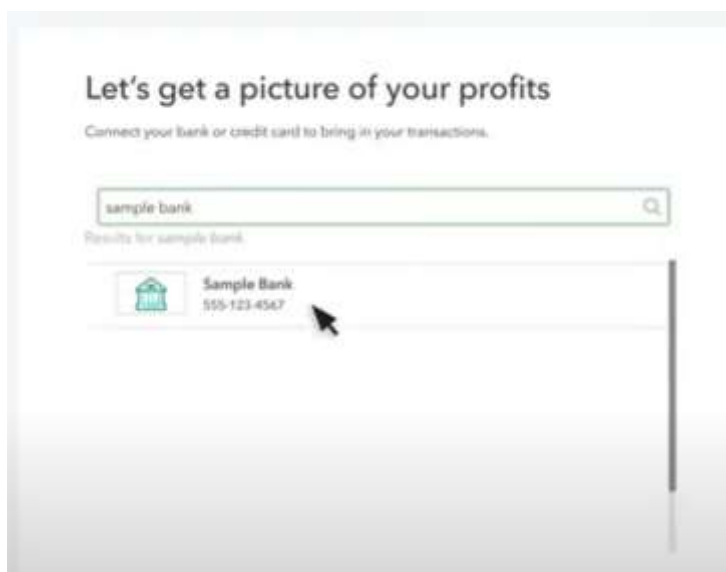 Let's get a picture of your profits
Connect your bank or credit card to bring in your transactions.
sample bank
Results for sample bank
Sample Bank
555-123-4567